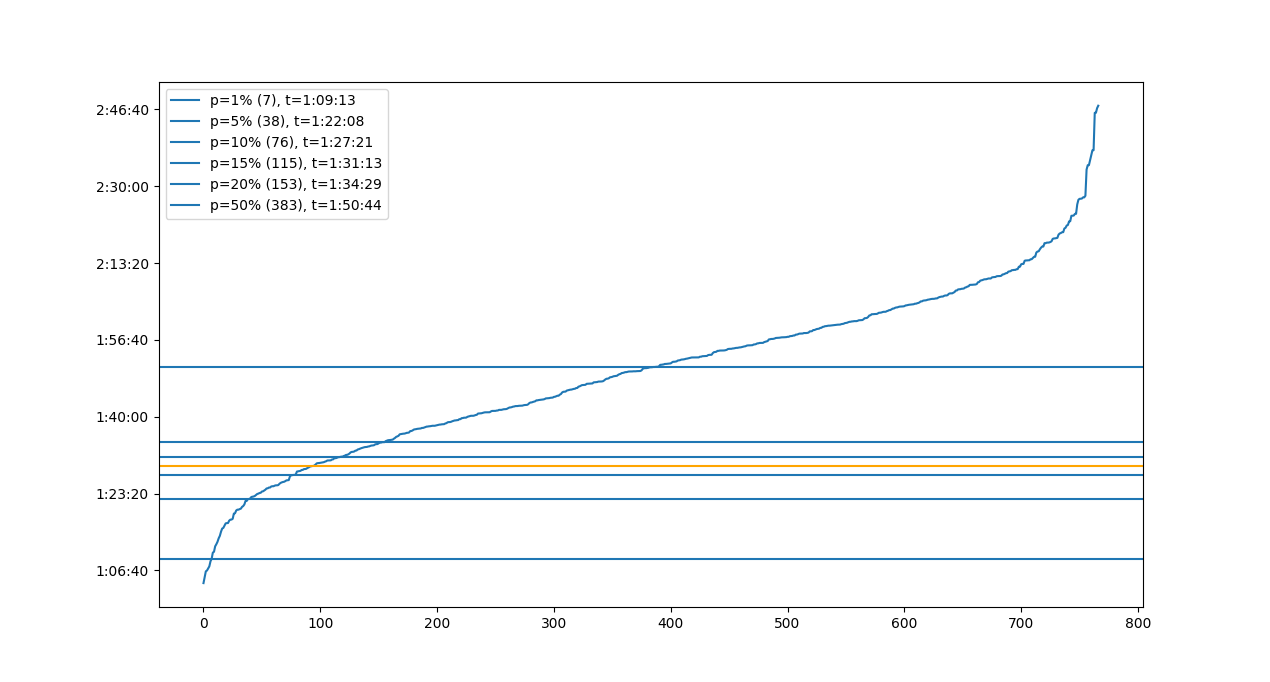 p=1% (7), t=1:09:13
p=5% (38), t=1:22:08
p=10% (76), t=1:27:21
p=15% (115), t=1:31:13
p=20% (153), t=1:34:29
p=50% (383), t=1:50:44
2:46:40
2:30:00
2:13:20
1:56:40
1:40:00
1:23:20
1:06:40
0 100 200 300 400 500 600 700 800